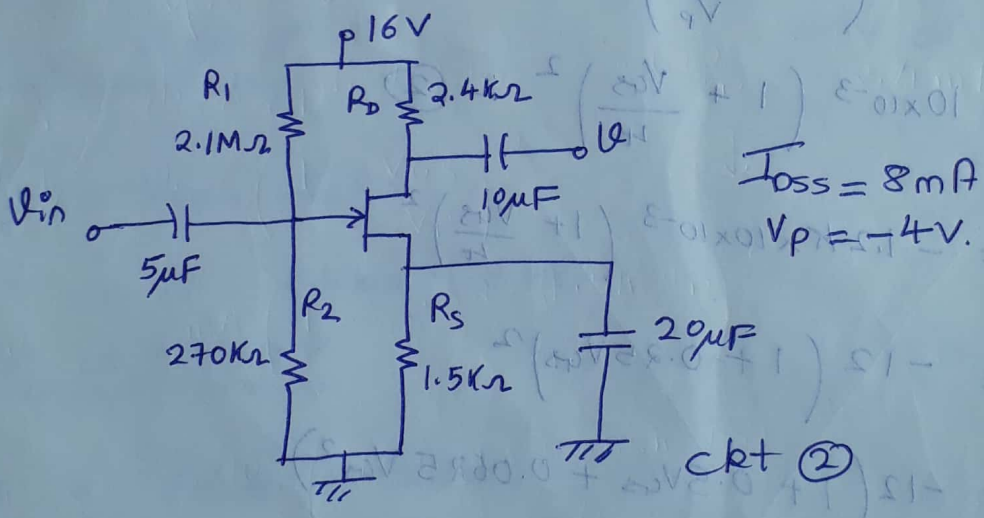 16V
R1
2.1MΩ
RD
2.4KΩ
Vin
5μF
10μF
V
IDSS = 8mA
VP = -4V.
R2
270KΩ
RS
1.5KΩ
20μF
ckt ②